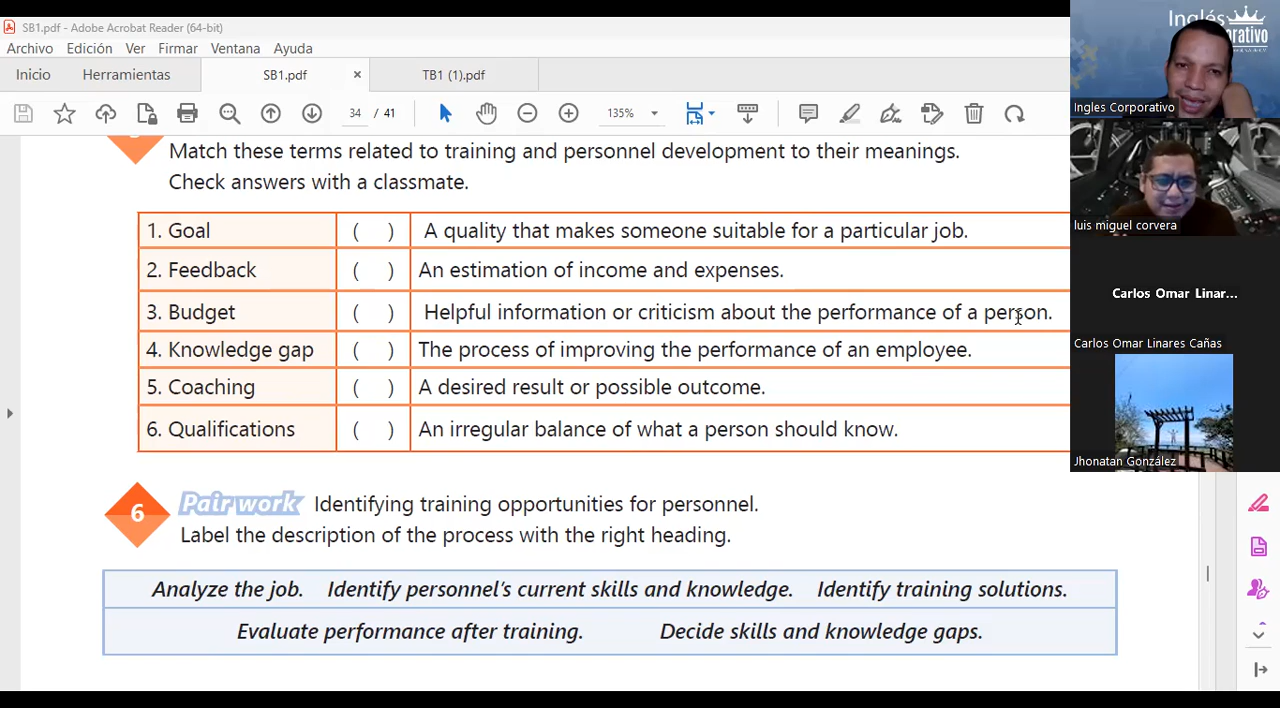 SB1.pdf - Adobe Acrobat Reader (64-bit)
Archivo Edición Ver Firmar Ventana Ayuda
Inicio Herramientas SB1.pdf × TB1 (1).pdf
34 / 41 135%
Match these terms related to training and personnel development to their meanings.
Check answers with a classmate.
1. Goal ( ) A quality that makes someone suitable for a particular job.
2. Feedback ( ) An estimation of income and expenses.
3. Budget ( ) Helpful information or criticism about the performance of a person.
4. Knowledge gap ( ) The process of improving the performance of an employee.
5. Coaching ( ) A desired result or possible outcome.
6. Qualifications ( ) An irregular balance of what a person should know.
6 Pair work Identifying training opportunities for personnel.
Label the description of the process with the right heading.
Analyze the job. Identify personnel's current skills and knowledge. Identify training solutions.
Evaluate performance after training. Decide skills and knowledge gaps.
Inglés
Ingles Corporativo
luis miguel corvera
Carlos Omar Linar...
Carlos Omar Linares Cañas
Jhonatan González